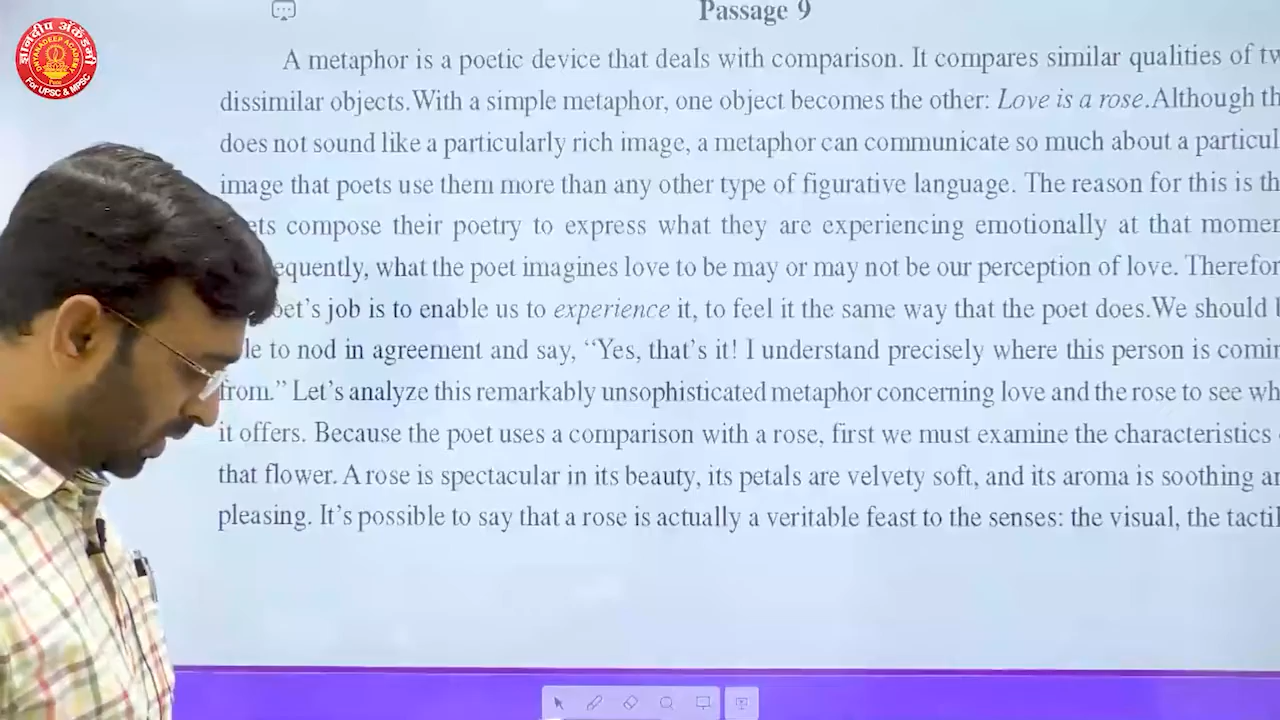 Passage 9
ज्ञानदीप अॅकॅडमी
DNYANADEEP ACADEMY
For UPSC & MPSC
A metaphor is a poetic device that deals with comparison. It compares similar qualities of tw
dissimilar objects.With a simple metaphor, one object becomes the other: Love is a rose.Although th
does not sound like a particularly rich image, a metaphor can communicate so much about a particul
image that poets use them more than any other type of figurative language. The reason for this is th
ets compose their poetry to express what they are experiencing emotionally at that momer
equently, what the poet imagines love to be may or may not be our perception of love. Therefor
oet's job is to enable us to experience it, to feel it the same way that the poet does.We should b
le to nod in agreement and say, “Yes, that's it! I understand precisely where this person is comin
from.” Let's analyze this remarkably unsophisticated metaphor concerning love and the rose to see wh
it offers. Because the poet uses a comparison with a rose, first we must examine the characteristics
that flower. A rose is spectacular in its beauty, its petals are velvety soft, and its aroma is soothing an
pleasing. It's possible to say that a rose is actually a veritable feast to the senses: the visual, the tactil